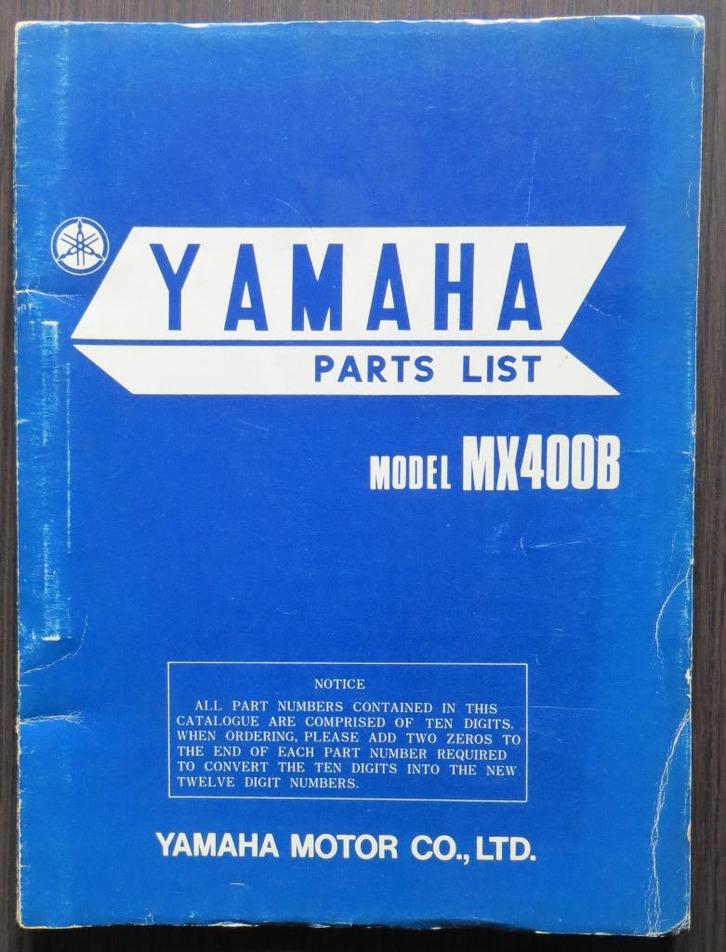 YAMAHA
PARTS LIST
MODEL MX400B
NOTICE
ALL PART NUMBERS CONTAINED IN THIS
CATALOGUE ARE COMPRISED OF TEN DIGITS.
WHEN ORDERING, PLEASE ADD TWO ZEROS TO
THE END OF EACH PART NUMBER REQUIRED
TO CONVERT THE TEN DIGITS INTO THE NEW
TWELVE DIGIT NUMBERS.
YAMAHA MOTOR CO., LTD.